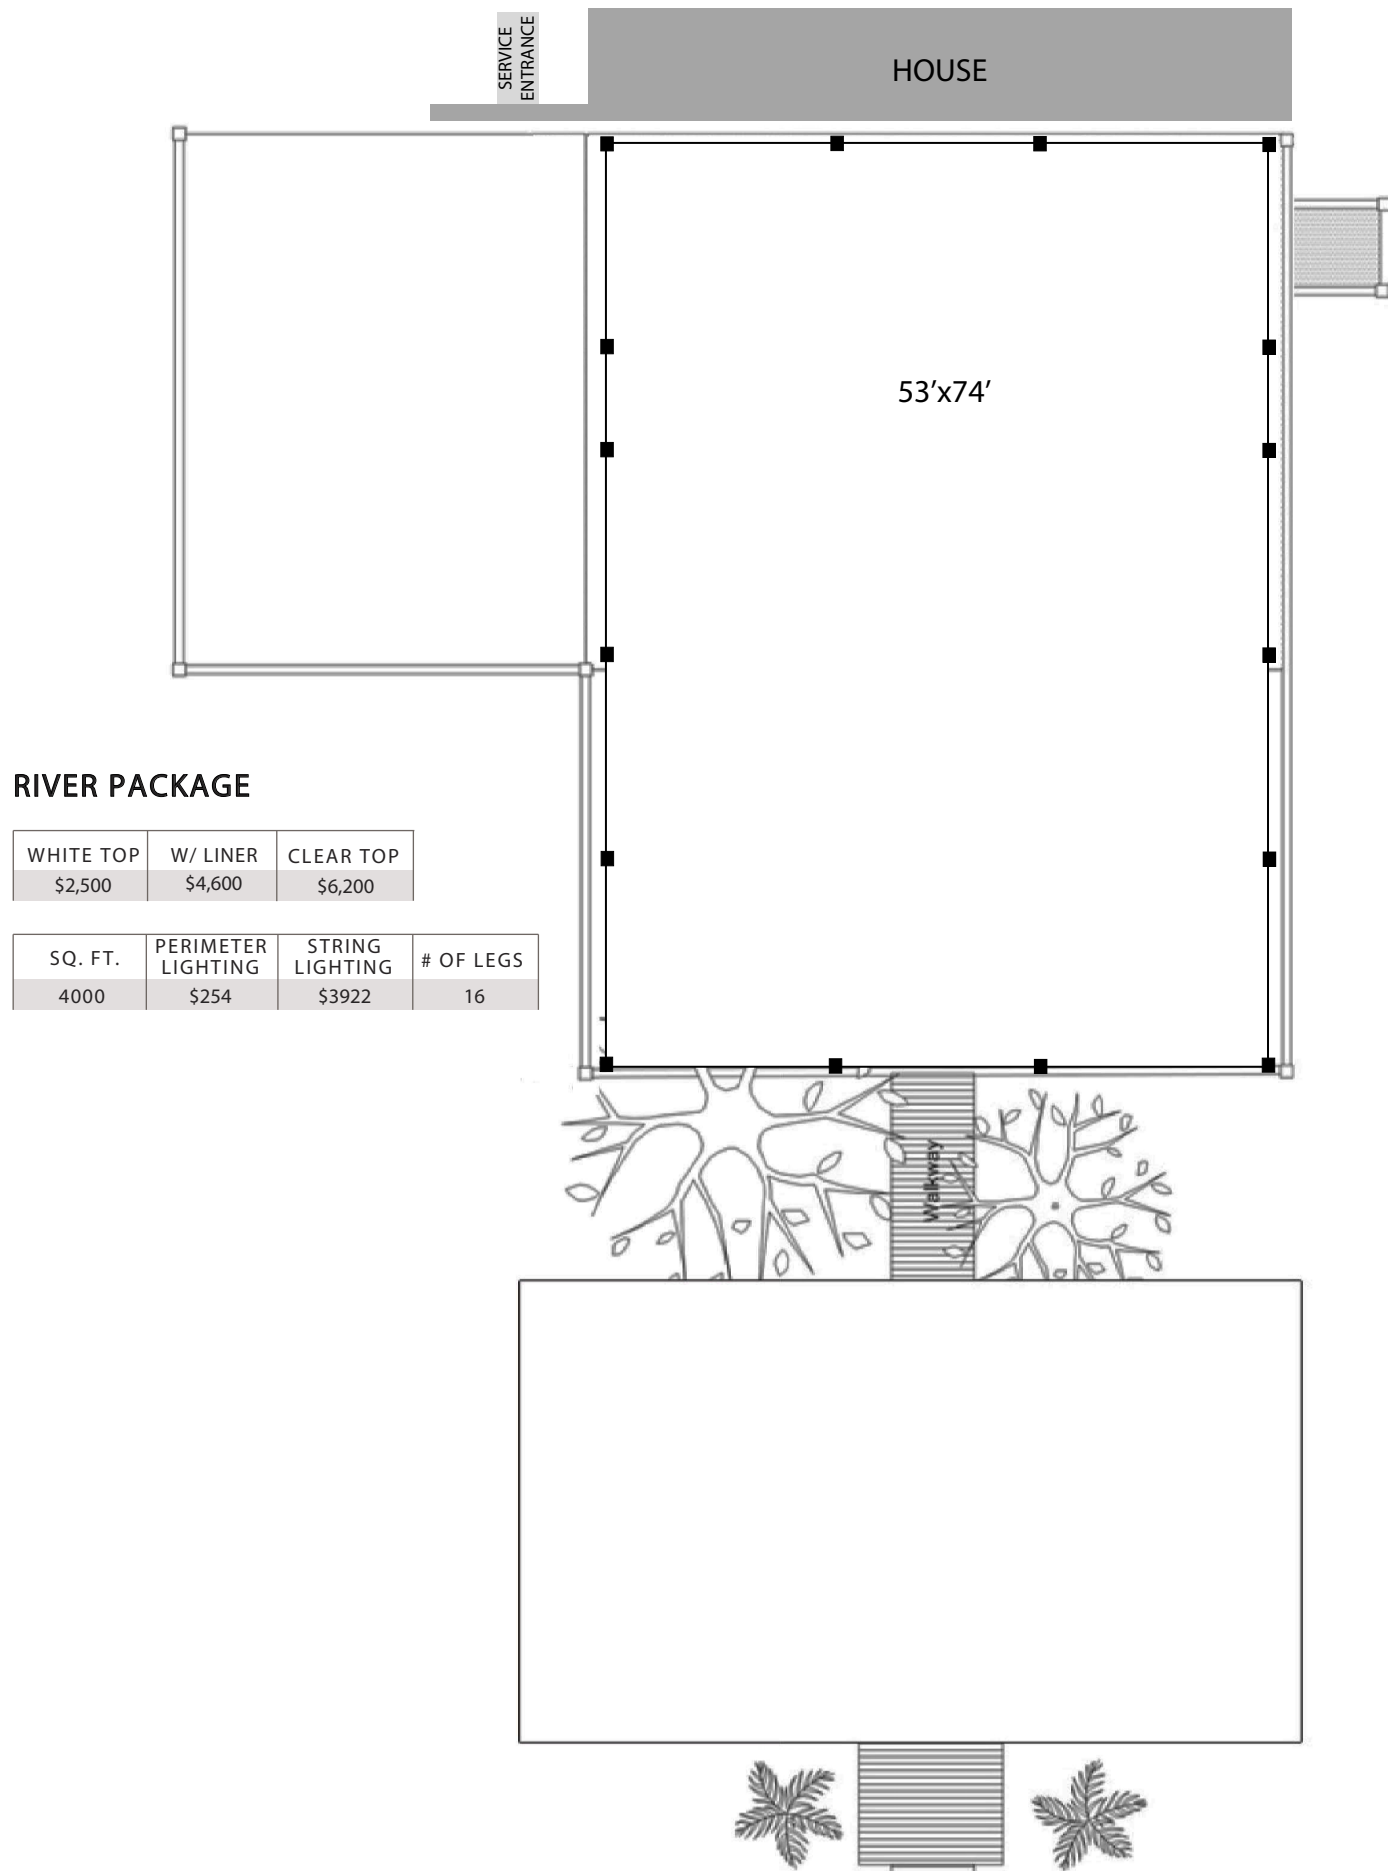 SERVICE
ENTRANCE
HOUSE
53’x74’
RIVER PACKAGE
WHITE TOP W/ LINER CLEAR TOP
$2,500 $4,600 $6,200
SQ. FT. PERIMETER LIGHTING STRING LIGHTING # OF LEGS
4000 $254 $3922 16
Walkway